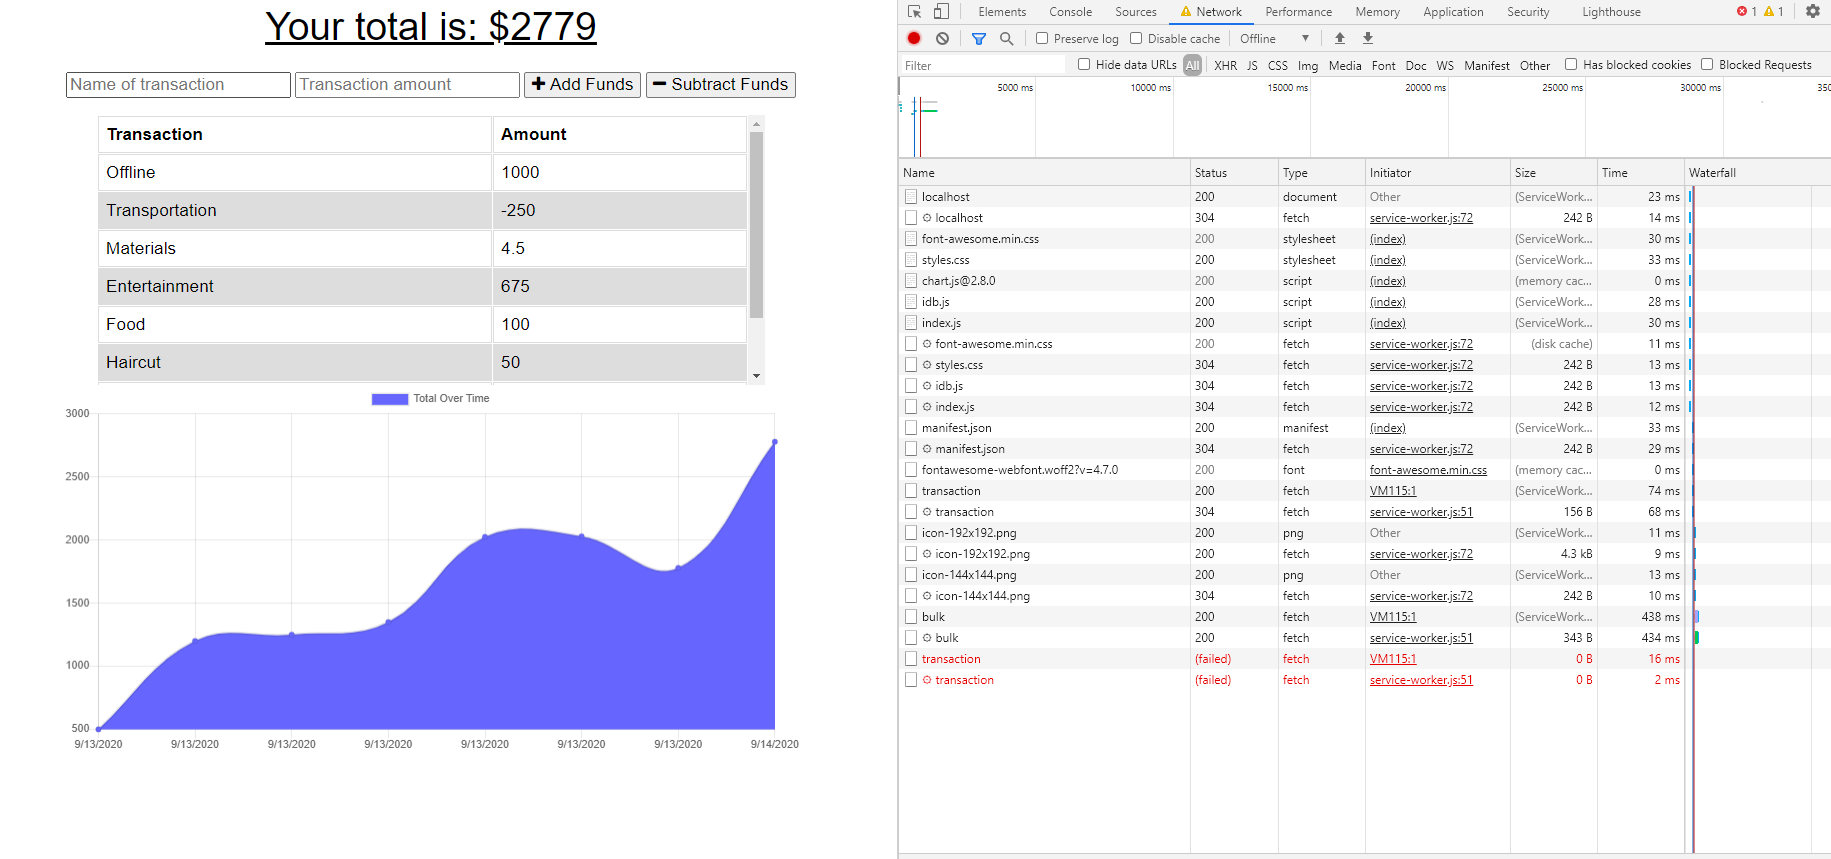 Your total is: $2779
Name of transaction Transaction amount Add Funds Subtract Funds
Transaction Amount
Offline 1000
Transportation -250
Materials 4.5
Entertainment 675
Food 100
Haircut 50
Total Over Time
3000
2500
2000
1500
1000
500
9/13/2020 9/13/2020 9/13/2020 9/13/2020 9/13/2020 9/13/2020 9/13/2020 9/14/2020
Elements Console Sources Network Performance Memory Application Security Lighthouse 1 1
Preserve log Disable cache Offline
Filter Hide data URLs All XHR JS CSS Img Media Font Doc WS Manifest Other Has blocked cookies Blocked Requests
5000 ms 10000 ms 15000 ms 20000 ms 25000 ms 30000 ms 350
Name Status Type Initiator Size Time Waterfall
localhost 200 document Other (ServiceWork... 23 ms
localhost 304 fetch service-worker.js:72 242 B 14 ms
font-awesome.min.css 200 stylesheet (index) (ServiceWork... 30 ms
styles.css 200 stylesheet (index) (ServiceWork... 33 ms
chart.js@2.8.0 200 script (index) (memory cac... 0 ms
idb.js 200 script (index) (ServiceWork... 28 ms
index.js 200 script (index) (ServiceWork... 30 ms
font-awesome.min.css 200 fetch service-worker.js:72 (disk cache) 11 ms
styles.css 304 fetch service-worker.js:72 242 B 13 ms
idb.js 304 fetch service-worker.js:72 242 B 13 ms
index.js 304 fetch service-worker.js:72 242 B 12 ms
manifest.json 200 manifest (index) (ServiceWork... 33 ms
manifest.json 304 fetch service-worker.js:72 242 B 29 ms
fontawesome-webfont.woff2?v=4.7.0 200 font font-awesome.min.css (memory cac... 0 ms
transaction 200 fetch VM115:1 (ServiceWork... 74 ms
transaction 304 fetch service-worker.js:51 156 B 68 ms
icon-192x192.png 200 png Other (ServiceWork... 11 ms
icon-192x192.png 200 fetch service-worker.js:72 4.3 kB 9 ms
icon-144x144.png 200 png Other (ServiceWork... 13 ms
icon-144x144.png 304 fetch service-worker.js:72 242 B 10 ms
bulk 200 fetch VM115:1 (ServiceWork... 438 ms
bulk 200 fetch service-worker.js:51 343 B 434 ms
transaction (failed) fetch VM115:1 0 B 16 ms
transaction (failed) fetch service-worker.js:51 0 B 2 ms